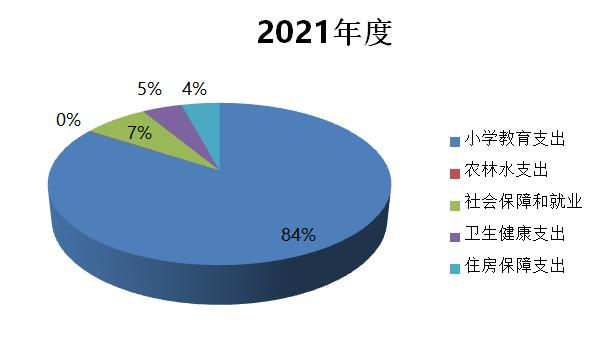 2021年度
5%
4%
0%
7%
84%
小学教育支出
农林水支出
社会保障和就业
卫生健康支出
住房保障支出